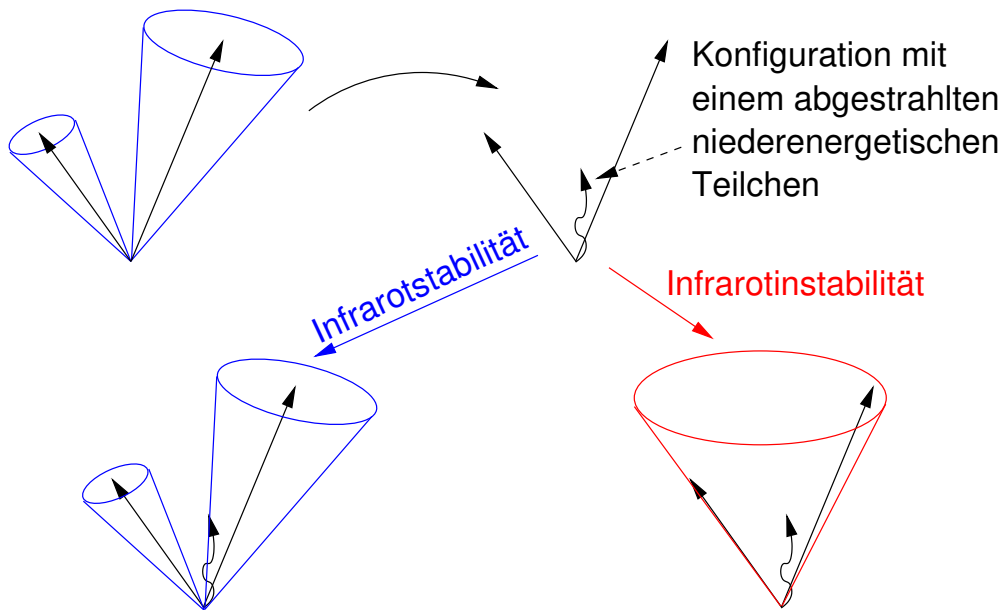 Konfiguration mit
einem abgestrahlten
niederenergetischen
Teilchen
Infrarotstabilität
Infrarotinstabilität